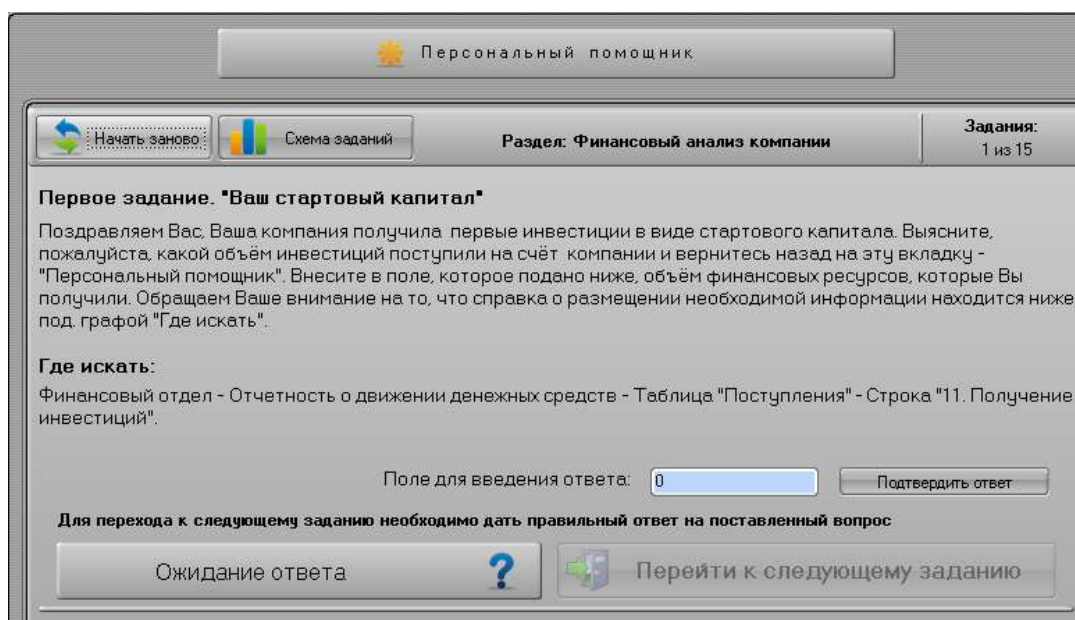 Персональный помощник
Начать заново
Схема заданий
Раздел: Финансовый анализ компании
Задания:
1 из 15
Первое задание. "Ваш стартовый капитал"
Поздравляем Вас, Ваша компания получила первые инвестиции в виде стартового капитала. Выясните,
пожалуйста, какой объём инвестиций поступили на счёт компании и вернитесь назад на эту вкладку -
"Персональный помощник". Внесите в поле, которое подано ниже, объём финансовых ресурсов, которые Вы
получили. Обращаем Ваше внимание на то, что справка о размещении необходимой информации находится ниже
под. графой "Где искать".
Где искать:
Финансовый отдел - Отчетность о движении денежных средств - Таблица "Поступления" - Строка "11. Получение
инвестиций".
Поле для введения ответа:
0
Подтвердить ответ
Для перехода к следующему заданию необходимо дать правильный ответ на поставленный вопрос
Ожидание ответа
?
Перейти к следующему заданию